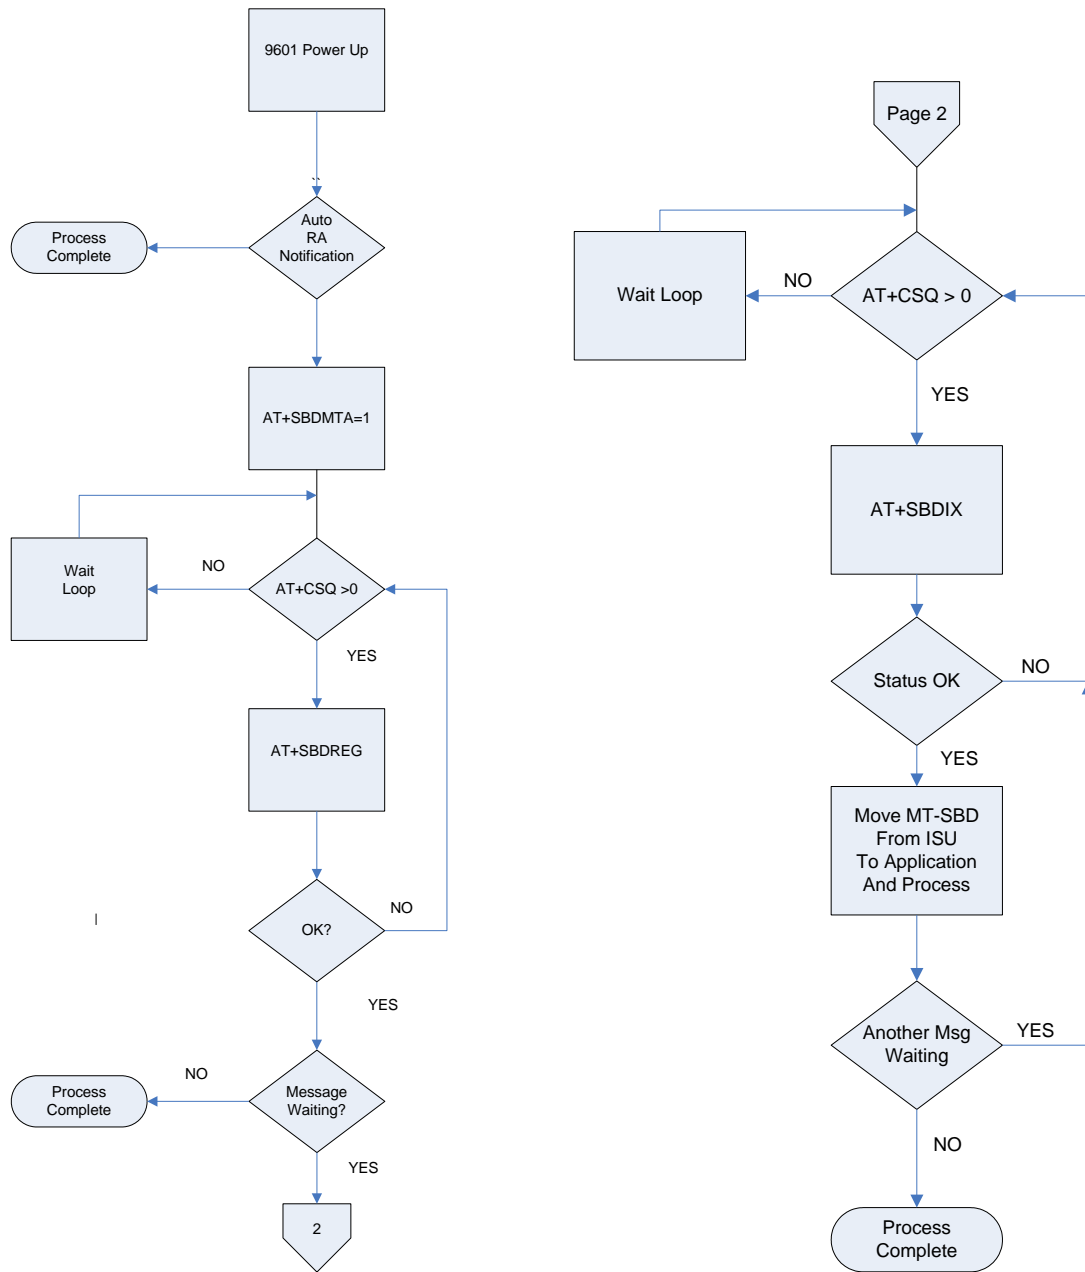 9601 Power Up
``
Auto
RA
Notification
Process
Complete
AT+SBDMTA=1
Wait
Loop
NO
AT+CSQ >0
YES
AT+SBDREG
OK?
NO
YES
Message
Waiting?
NO
Process
Complete
YES
2
Page 2
Wait Loop
NO
AT+CSQ > 0
YES
AT+SBDIX
Status OK
NO
YES
Move MT-SBD
From ISU
To Application
And Process
Another Msg
Waiting
YES
NO
Process
Complete